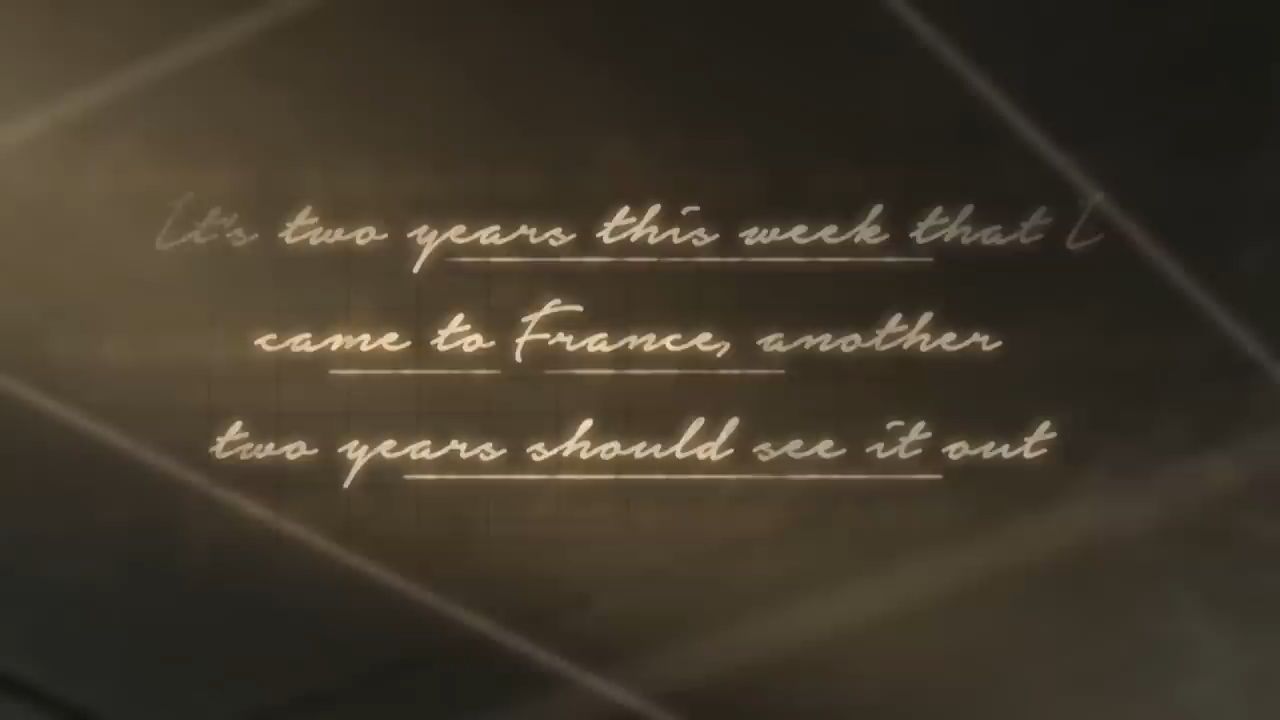 It's two years this week that I
came to France, another
two years should see it out